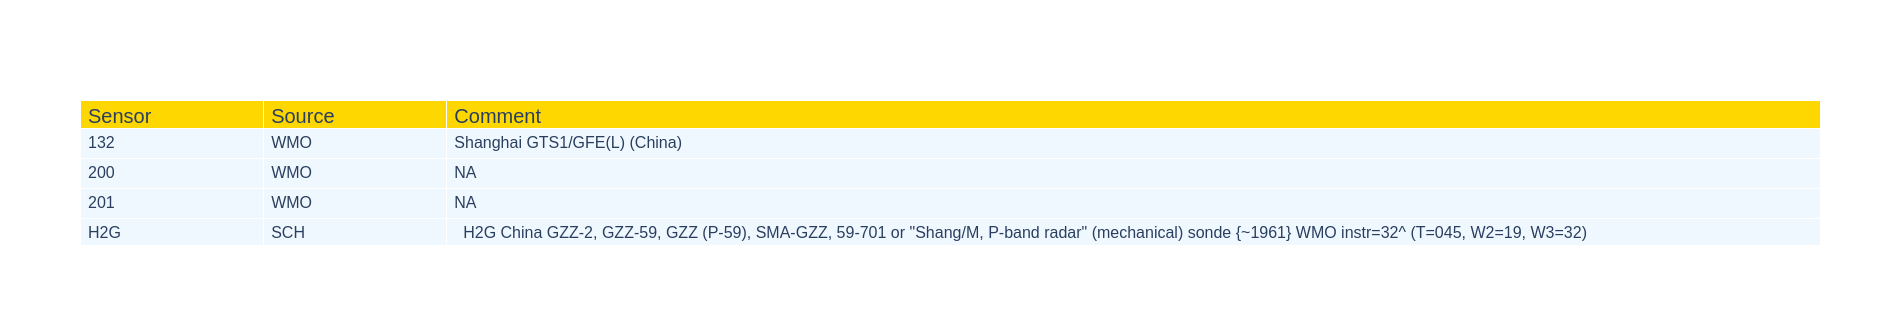 Sensor Source Comment
132 WMO Shanghai GTS1/GFE(L) (China)
200 WMO NA
201 WMO NA
H2G SCH H2G China GZZ-2, GZZ-59, GZZ (P-59), SMA-GZZ, 59-701 or "Shang/M, P-band radar" (mechanical) sonde {~1961} WMO instr=32^ (T=045, W2=19, W3=32)